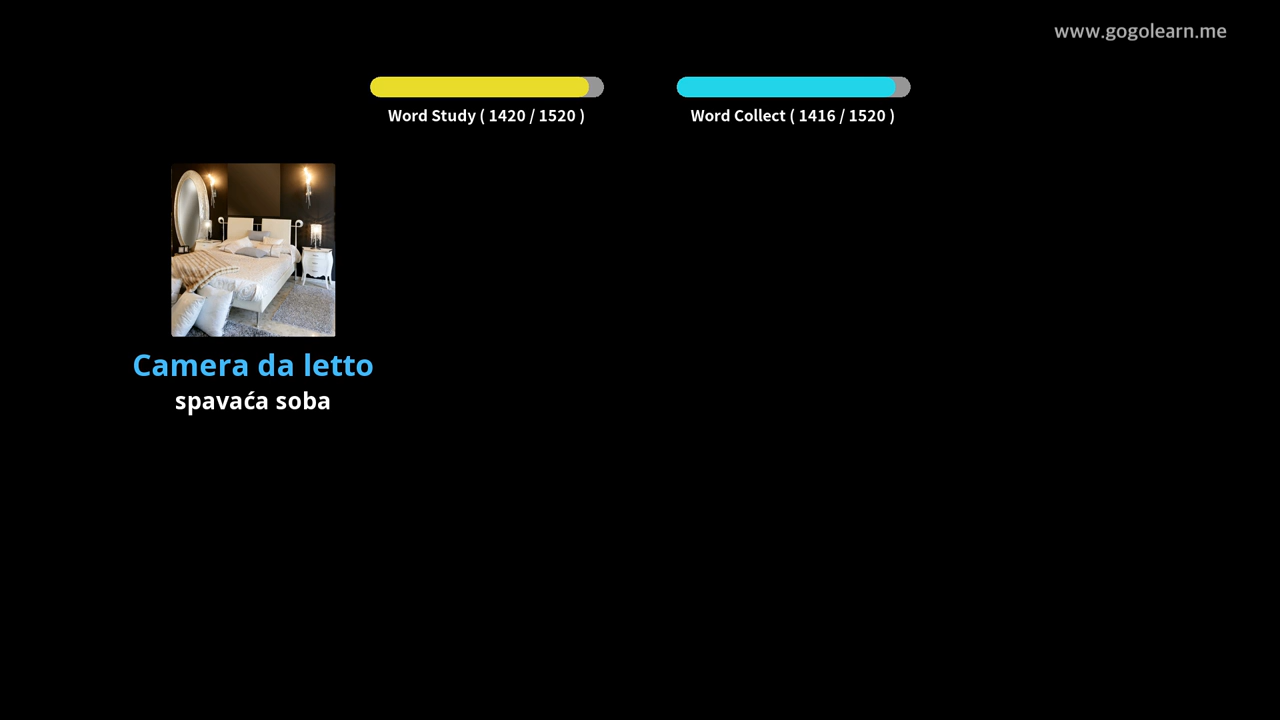 www.gogolearn.me
Word Study ( 1420 / 1520 )
Word Collect ( 1416 / 1520 )
Camera da letto
spavaća soba